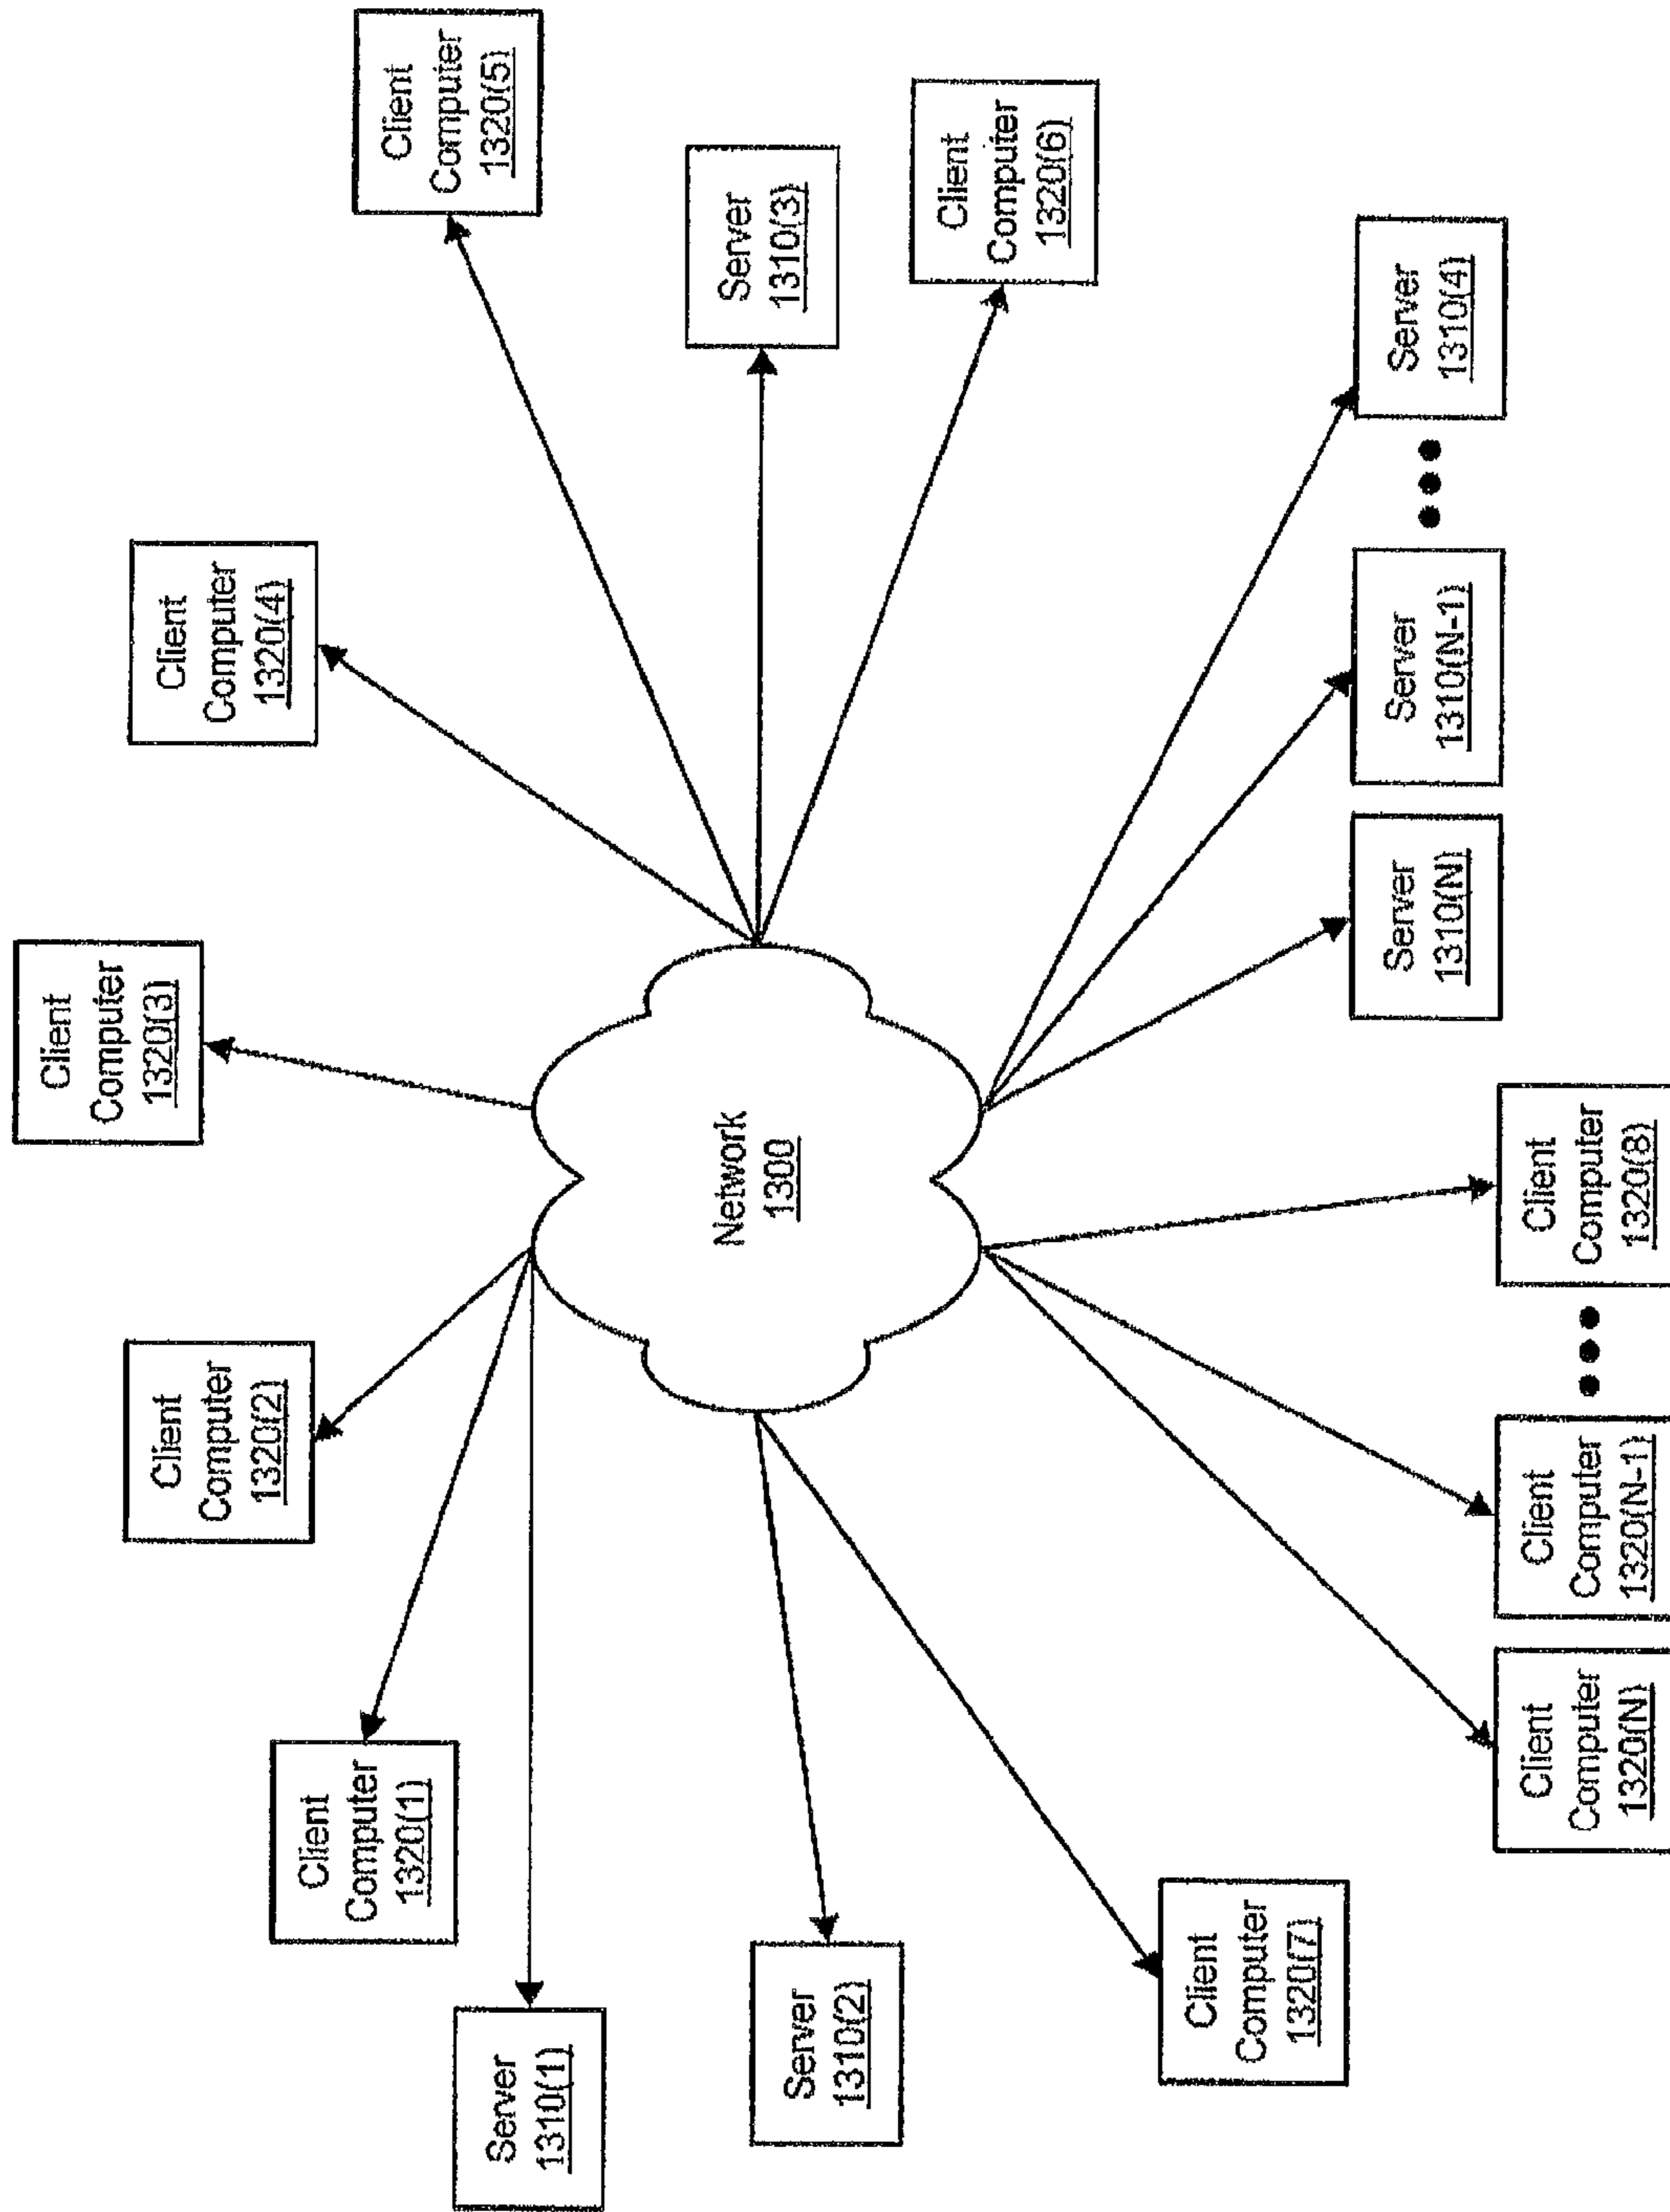 Client
Computer
1320(3)
Client
Computer
1320(2)
Client
Computer
1320(4)
Client
Computer
1320(1)
Client
Computer
1320(5)
Server
1310(1)
Server
1310(2)
Network
1300
Server
1310(3)
Client
Computer
1320(6)
Client
Computer
1320(7)
Server
1310(N)
Server
1310(N-1)
Server
1310(4)
Client
Computer
1320(N)
Client
Computer
1320(N-1)
Client
Computer
1320(8)